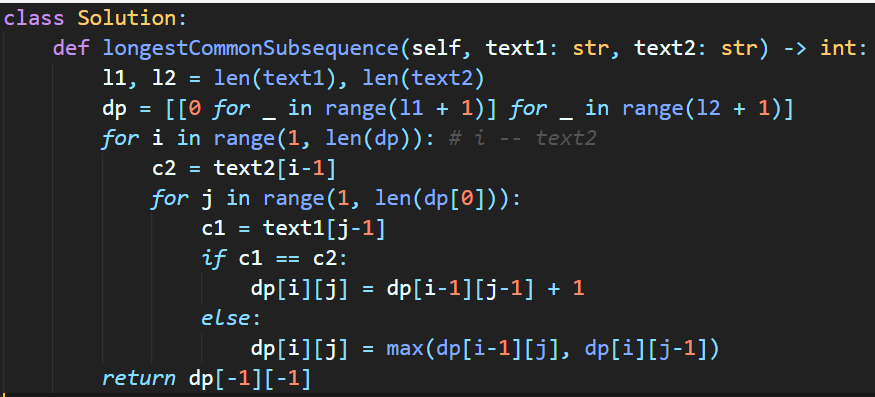 class Solution:
    def longestCommonSubsequence(self, text1: str, text2: str) -> int:
        l1, l2 = len(text1), len(text2)
        dp = [[0 for _ in range(l1 + 1)] for _ in range(l2 + 1)]
        for i in range(1, len(dp)): # i -- text2
            c2 = text2[i-1]
            for j in range(1, len(dp[0])):
                c1 = text1[j-1]
                if c1 == c2:
                    dp[i][j] = dp[i-1][j-1] + 1
                else:
                    dp[i][j] = max(dp[i-1][j], dp[i][j-1])
        return dp[-1][-1]